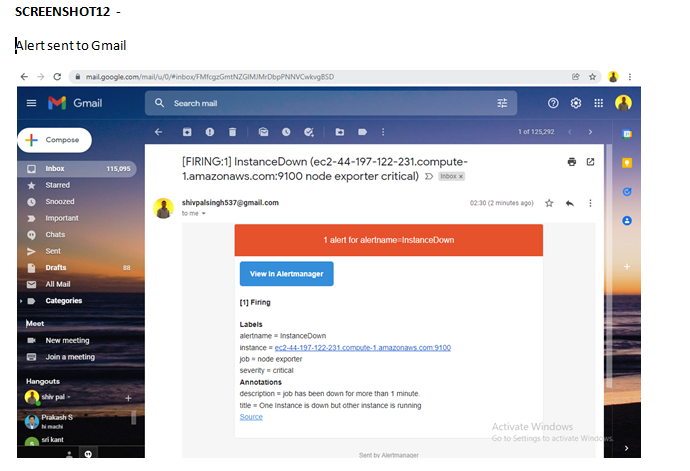 SCREENSHOT12 -
Alert sent to Gmail
mail.google.com/mail/u/0/#inbox/FMfcgzGmtNZGlMJMrDbpPNNVCwkvgBSD
Gmail
Search mail
Compose
1 of 125,292
Inbox 115,095
Starred
Snoozed
Important
Chats
Sent
Drafts 88
All Mail
Categories
Meet
New meeting
Join a meeting
Hangouts
shiv pal
Prakash S
hi machi
sri kant
[FIRING:1] InstanceDown (ec2-44-197-122-231.compute-
1.amazonaws.com:9100 node exporter critical) Inbox x
shivpalsingh537@gmail.com 02:30 (2 minutes ago)
to me
1 alert for alertname=InstanceDown
View in Alertmanager
[1] Firing
Labels
alertname = InstanceDown
instance = ec2-44-197-122-231.compute-1.amazonaws.com:9100
job = node exporter
severity = critical
Annotations
description = job has been down for more than 1 minute.
title = One Instance is down but other instance is running
Source
Sent by Alertmanager
Activate Windows
Go to Settings to activate Windows.